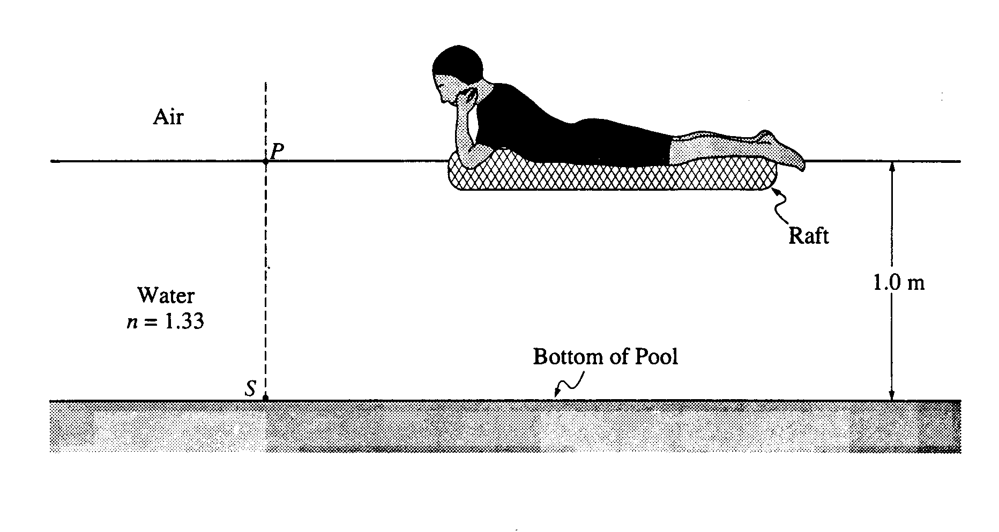 Air
P
Raft
1.0 m
Water
n = 1.33
Bottom of Pool
S